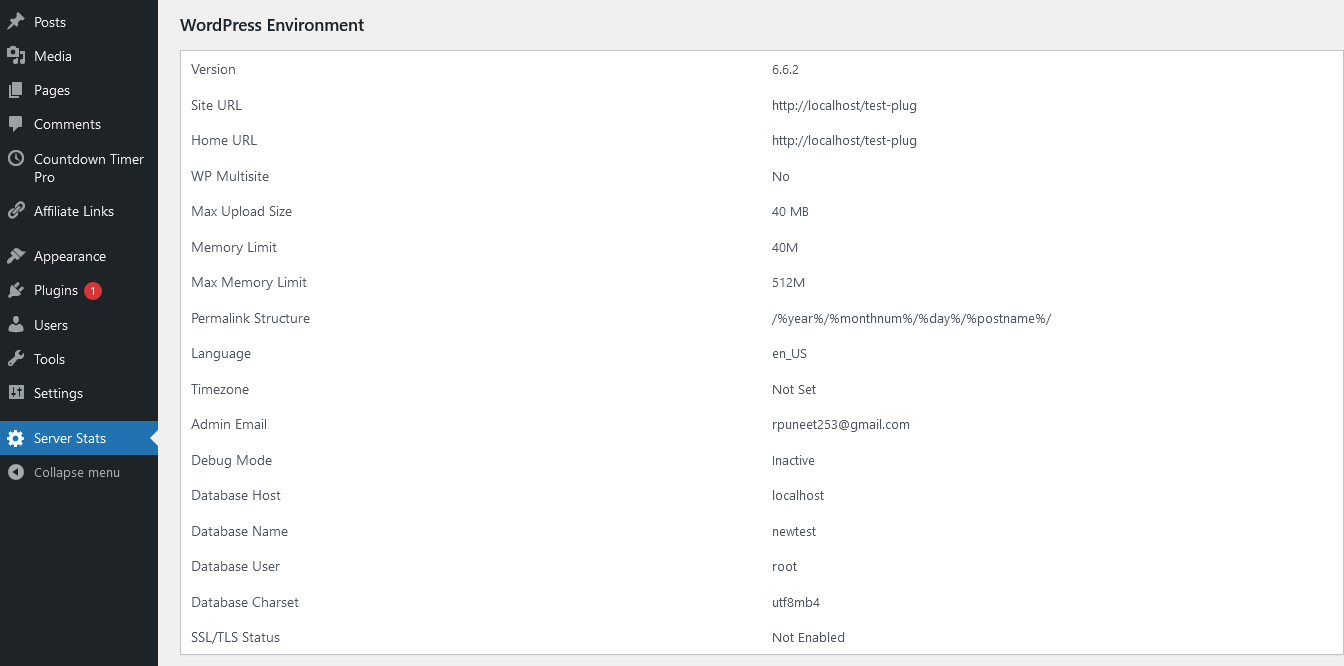 Posts
Media
Pages
Comments
Countdown Timer
Pro
Affiliate Links
Appearance
Plugins 1
Users
Tools
Settings
Server Stats
Collapse menu
WordPress Environment
Version 6.6.2
Site URL http://localhost/test-plug
Home URL http://localhost/test-plug
WP Multisite No
Max Upload Size 40 MB
Memory Limit 40M
Max Memory Limit 512M
Permalink Structure /%year%/%monthnum%/%day%/%postname%/
Language en_US
Timezone Not Set
Admin Email rpuneet253@gmail.com
Debug Mode Inactive
Database Host localhost
Database Name newtest
Database User root
Database Charset utf8mb4
SSL/TLS Status Not Enabled